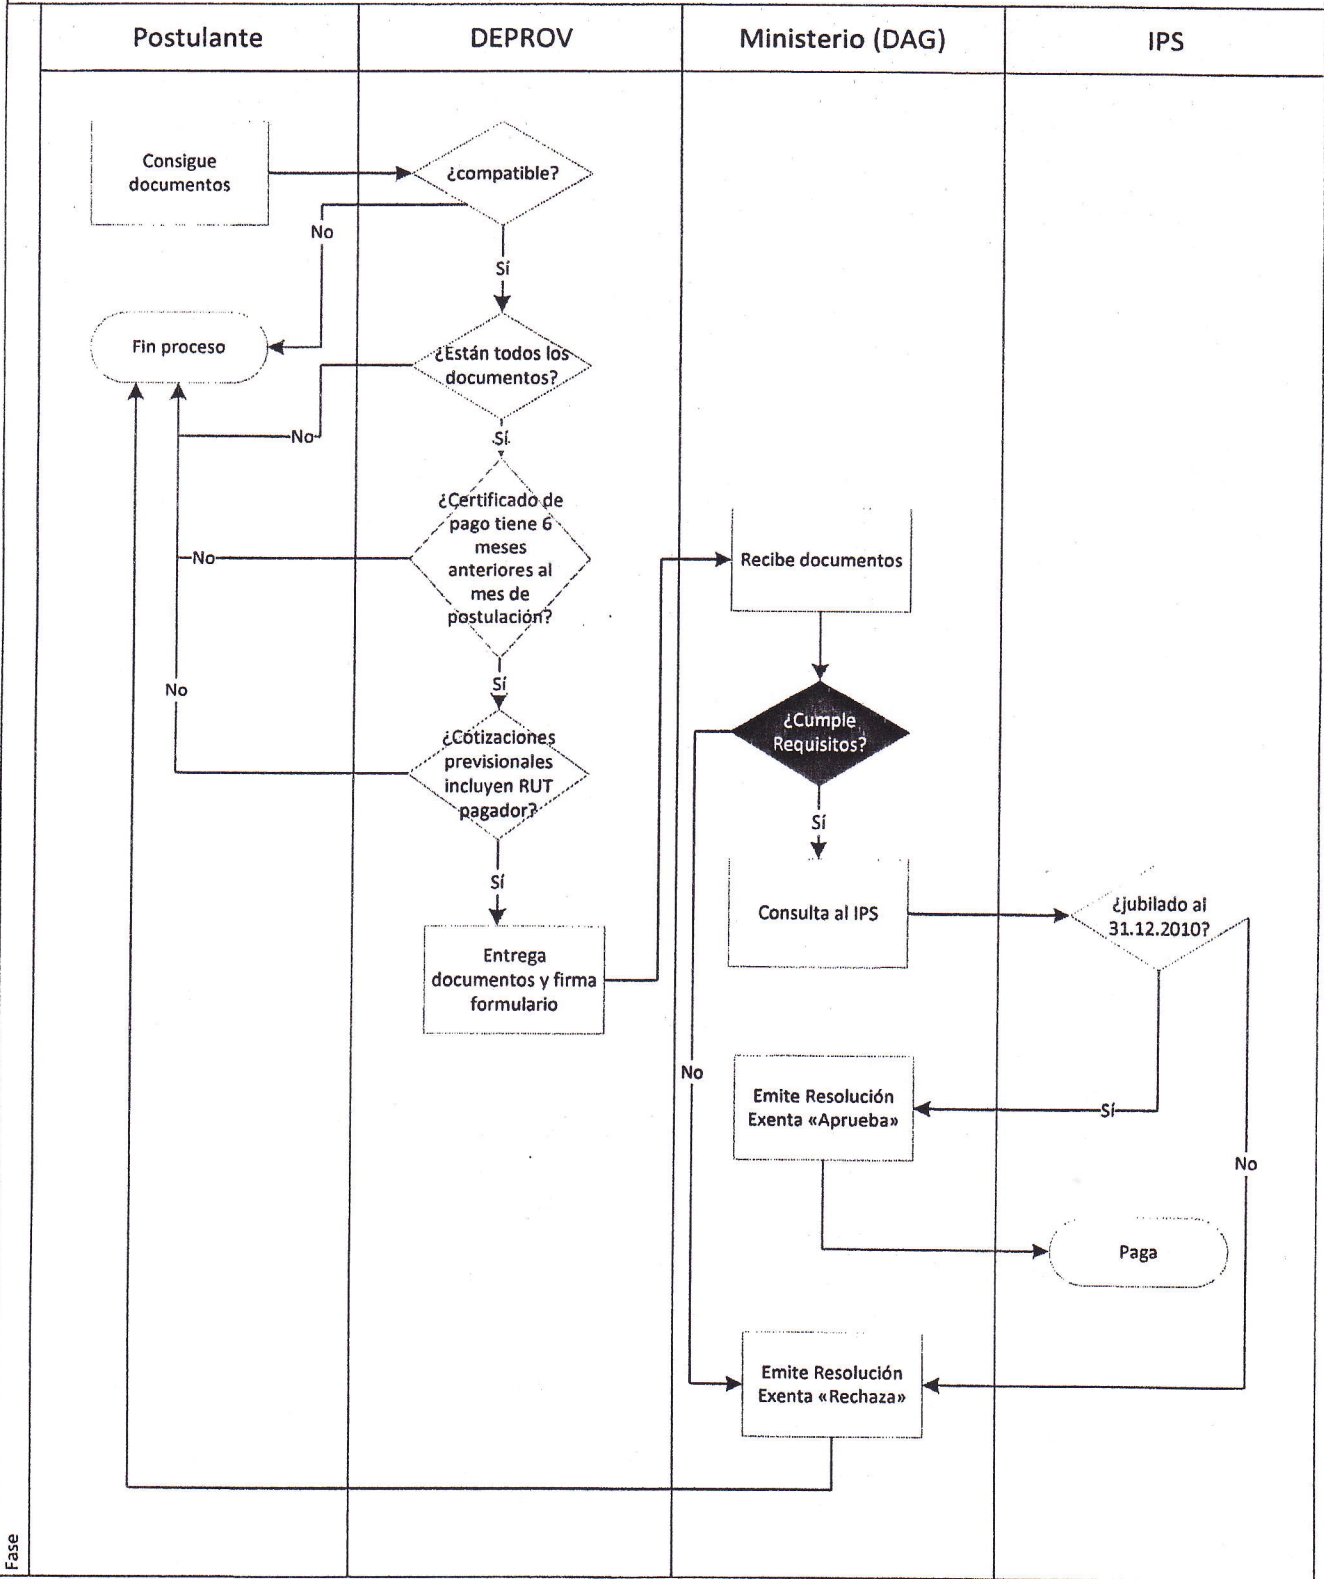 Postulante
DEPROV
Ministerio (DAG)
IPS
Consigue
documentos
¿compatible?
No
Sí
Fin proceso
¿Están todos los
documentos?
No
Sí
¿Certificado de
pago tiene 6
meses
anteriores al
mes de
postulación?
No
Sí
¿Cotizaciones
previsionales
incluyen RUT
pagador?
No
Sí
Entrega
documentos y firma
formulario
Recibe documentos
¿Cumple
Requisitos?
Sí
No
Consulta al IPS
¿jubilado al
31.12.2010?
Sí
No
Emite Resolución
Exenta «Aprueba»
Paga
Emite Resolución
Exenta «Rechaza»
Fase